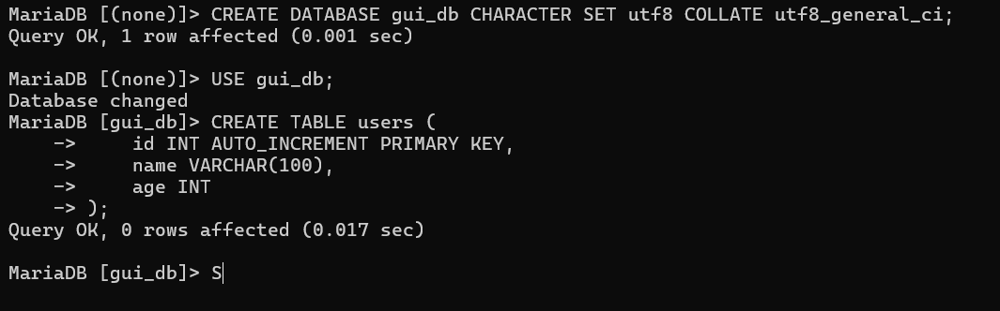 MariaDB [(none)]> CREATE DATABASE gui_db CHARACTER SET utf8 COLLATE utf8_general_ci;
Query OK, 1 row affected (0.001 sec)
MariaDB [(none)]> USE gui_db;
Database changed
MariaDB [gui_db]> CREATE TABLE users (
    ->     id INT AUTO_INCREMENT PRIMARY KEY,
    ->     name VARCHAR(100),
    ->     age INT
    -> );
Query OK, 0 rows affected (0.017 sec)
MariaDB [gui_db]> S